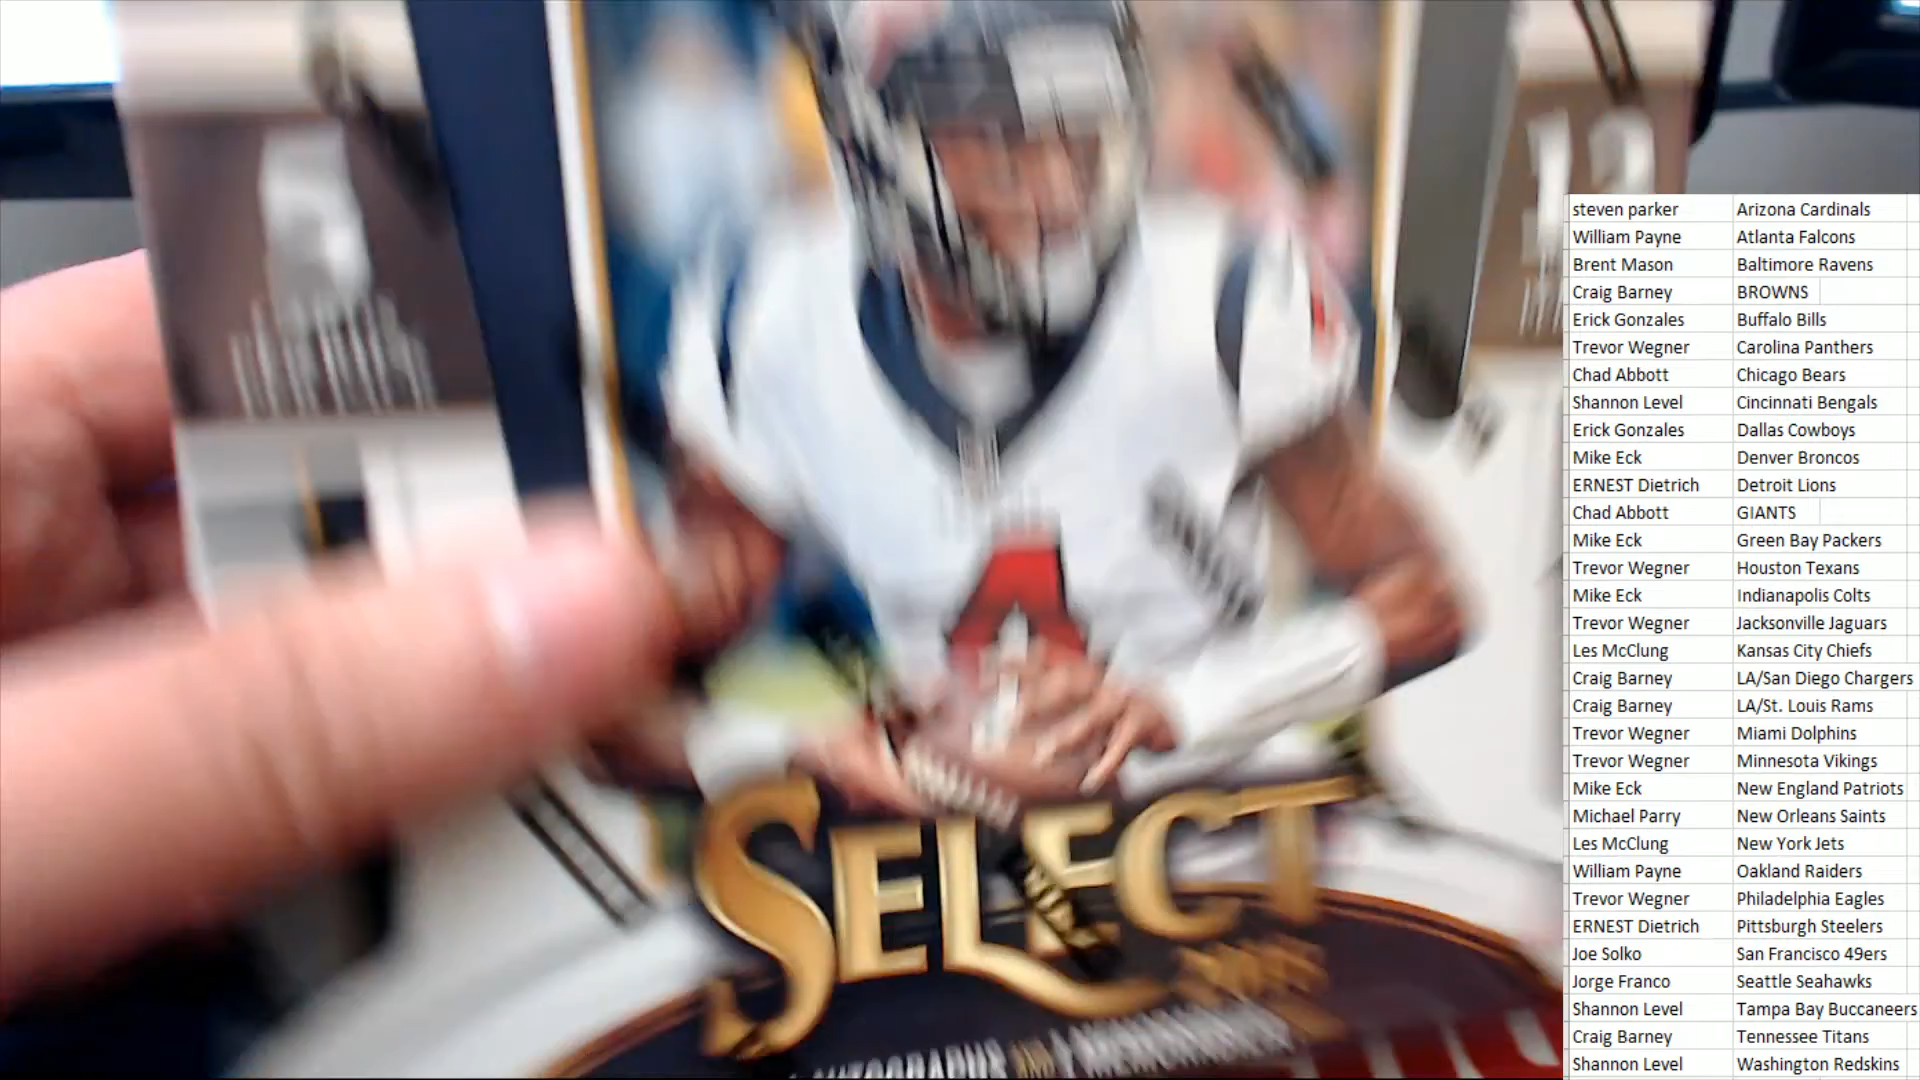 SELECT
AUTOGRAPHS AND MEMORABILIA
steven parker Arizona Cardinals
William Payne Atlanta Falcons
Brent Mason Baltimore Ravens
Craig Barney BROWNS
Erick Gonzales Buffalo Bills
Trevor Wegner Carolina Panthers
Chad Abbott Chicago Bears
Shannon Level Cincinnati Bengals
Erick Gonzales Dallas Cowboys
Mike Eck Denver Broncos
ERNEST Dietrich Detroit Lions
Chad Abbott GIANTS
Mike Eck Green Bay Packers
Trevor Wegner Houston Texans
Mike Eck Indianapolis Colts
Trevor Wegner Jacksonville Jaguars
Les McClung Kansas City Chiefs
Craig Barney LA/San Diego Chargers
Craig Barney LA/St. Louis Rams
Trevor Wegner Miami Dolphins
Trevor Wegner Minnesota Vikings
Mike Eck New England Patriots
Michael Parry New Orleans Saints
Les McClung New York Jets
William Payne Oakland Raiders
Trevor Wegner Philadelphia Eagles
ERNEST Dietrich Pittsburgh Steelers
Joe Solko San Francisco 49ers
Jorge Franco Seattle Seahawks
Shannon Level Tampa Bay Buccaneers
Craig Barney Tennessee Titans
Shannon Level Washington Redskins